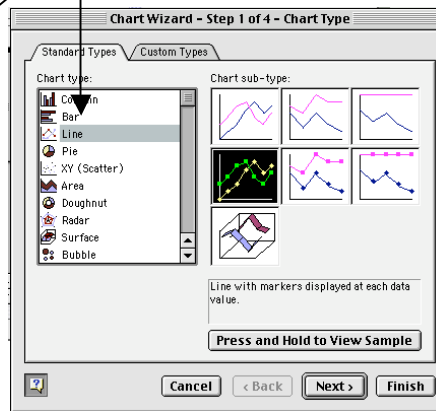 Chart Wizard - Step 1 of 4 - Chart Type
Standard Types
Custom Types
Chart type:
Column
Bar
Line
Pie
XY (Scatter)
Area
Doughnut
Radar
Surface
Bubble
Chart sub-type:
Line with markers displayed at each data
value.
Press and Hold to View Sample
?
Cancel
< Back
Next >
Finish